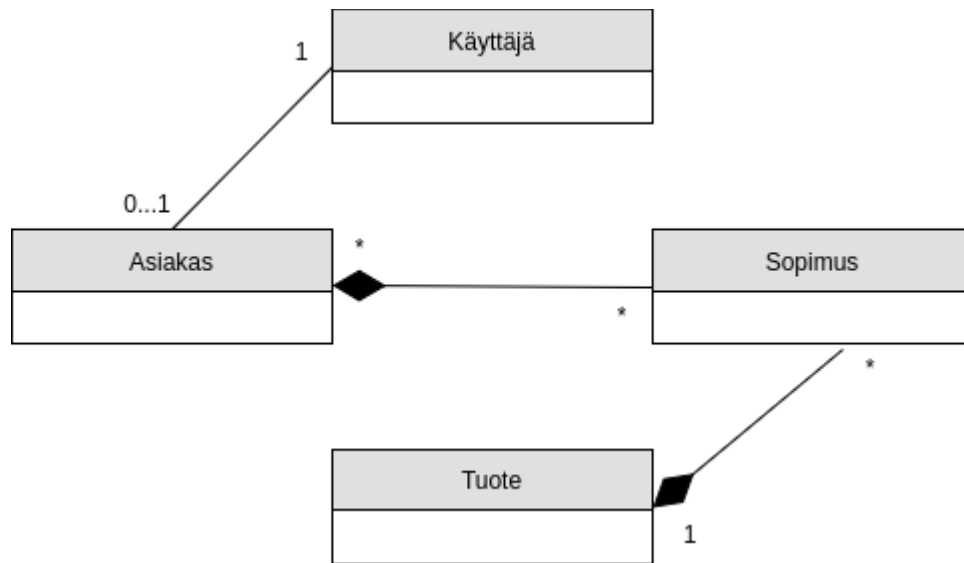 Käyttäjä
1
0...1
Asiakas
*
Sopimus
*
*
Tuote
1